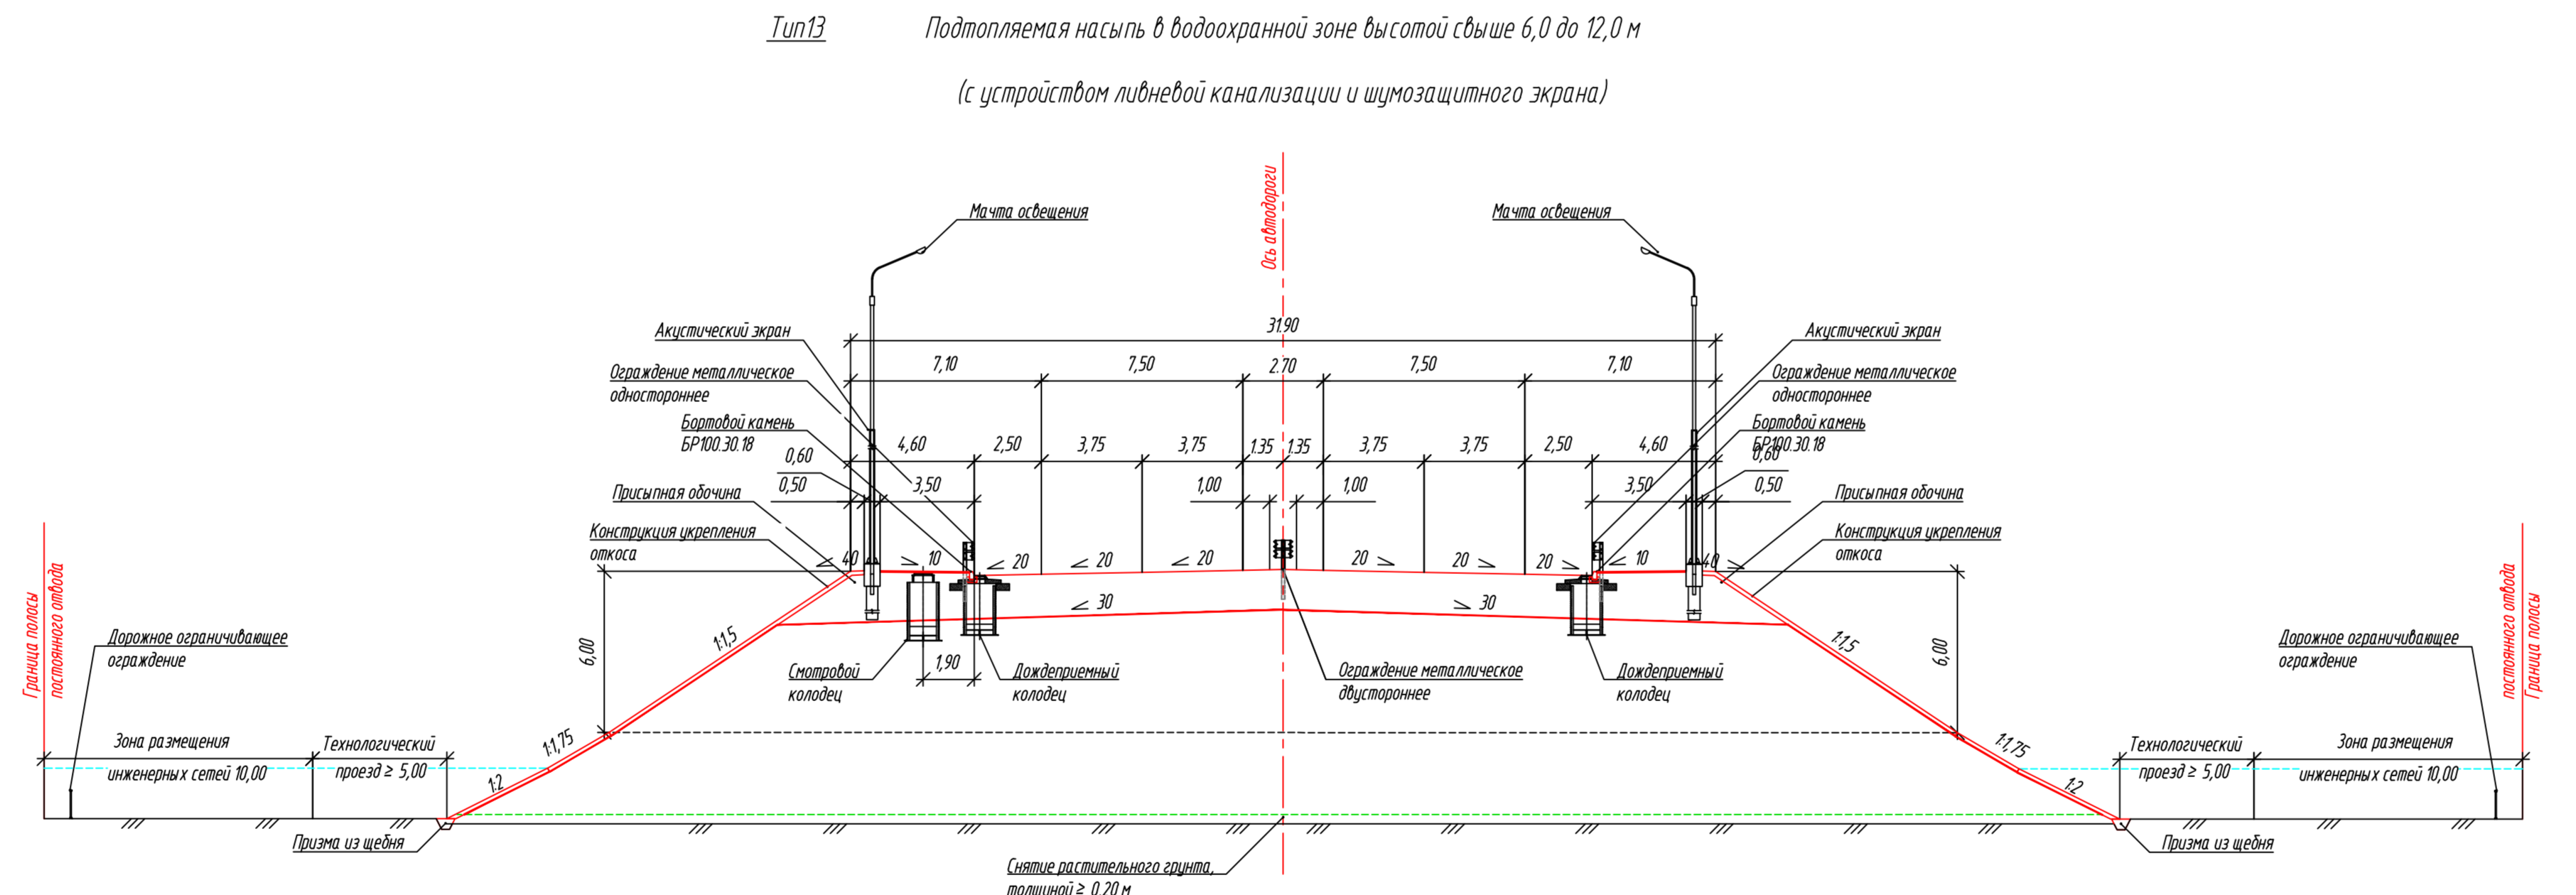 Тип13 Подтопляемая насыпь в водоохранной зоне высотой свыше 6,0 до 12,0 м
(с устройством ливневой канализации и шумозащитного экрана)
Ось автодороги
Мачта освещения
Мачта освещения
31.90
7,10 7,50 2.70 7,50 7,10
Акустический экран
Ограждение металлическое
одностороннее
Бортовой камень
БР100.30.18
Акустический экран
Ограждение металлическое
одностороннее
Бортовой камень
БР100.30.18
4,60 2,50 3,75 3,75 1.35 1.35 3,75 3,75 2,50 4,60
0,60
0,60
0,50 3,50 1,00 1,00 3,50 0,50
Присыпная обочина
Конструкция укрепления
откоса
Присыпная обочина
Конструкция укрепления
откоса
40 10 20 20 20 20 20 20 10 40
30 30
6,00
6,00
1:1,5
1:1,5
1,90
Смотровой
колодец
Дождеприемный
колодец
Ограждение металлическое
двустороннее
Дождеприемный
колодец
Граница полосы
постоянного отвода
постоянного отвода
Граница полосы
Дорожное ограничивающее
ограждение
Дорожное ограничивающее
ограждение
1:1,75
1:1,75
1:2
1:2
Зона размещения
инженерных сетей 10,00
Технологический
проезд ≥ 5,00
Технологический
проезд ≥ 5,00
Зона размещения
инженерных сетей 10,00
Призма из щебня
Призма из щебня
Снятие растительного грунта,
толщиной ≥ 0,20 м